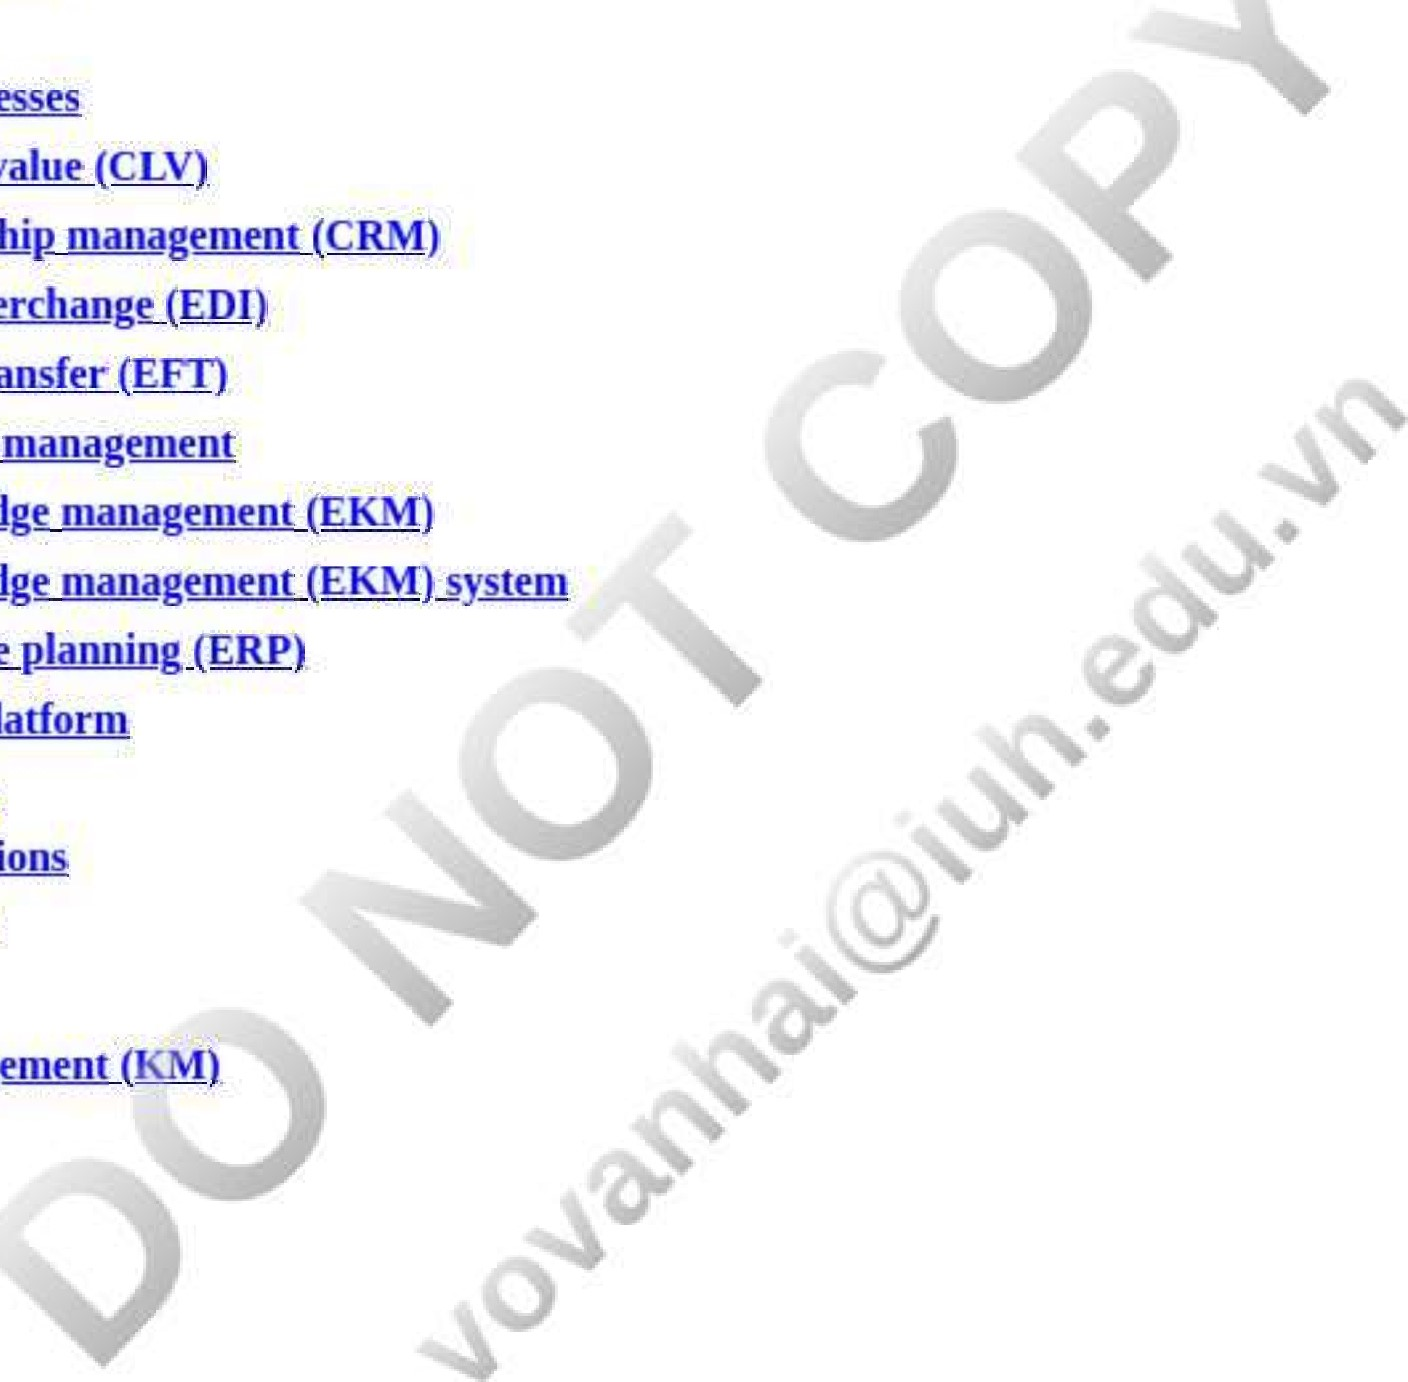 esses
value (CLV)
hip management (CRM)
erchange (EDI)
ansfer (EFT)
management
dge management (EKM)
dge management (EKM) system
e planning (ERP)
latform
ions
ement (KM)
DO NOT COPY
vovanhai@iuh.edu.vn